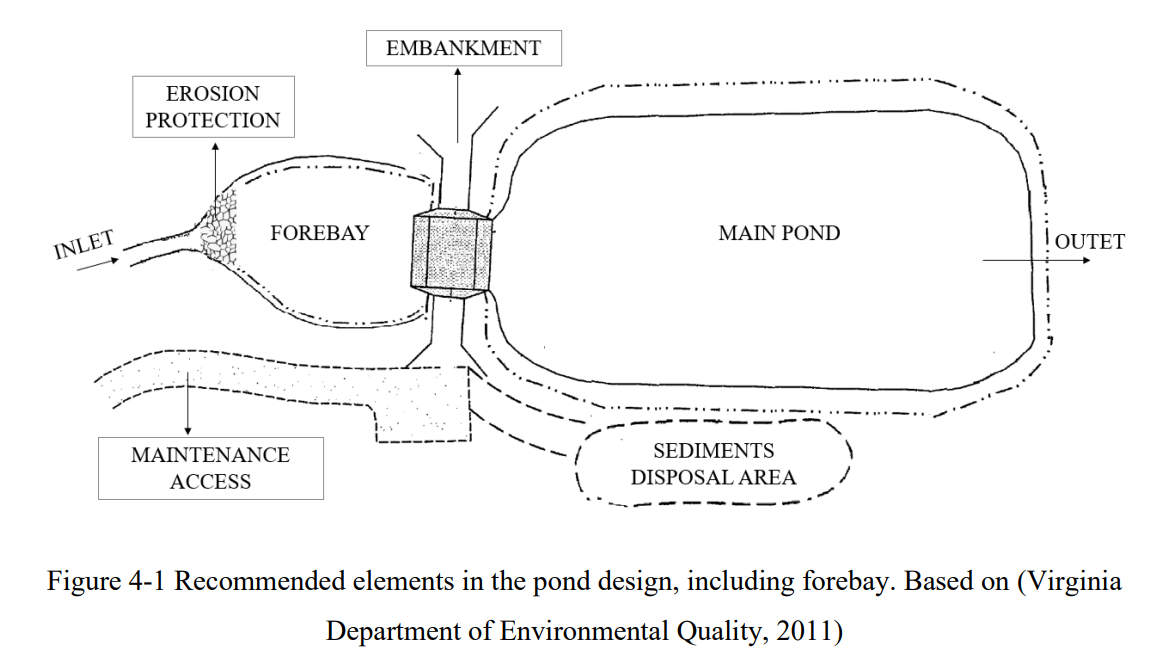 EMBANKMENT
EROSION
PROTECTION
INLET
FOREBAY
MAIN POND
OUTET
MAINTENANCE
ACCESS
SEDIMENTS
DISPOSAL AREA
Figure 4-1 Recommended elements in the pond design, including forebay. Based on (Virginia
Department of Environmental Quality, 2011)